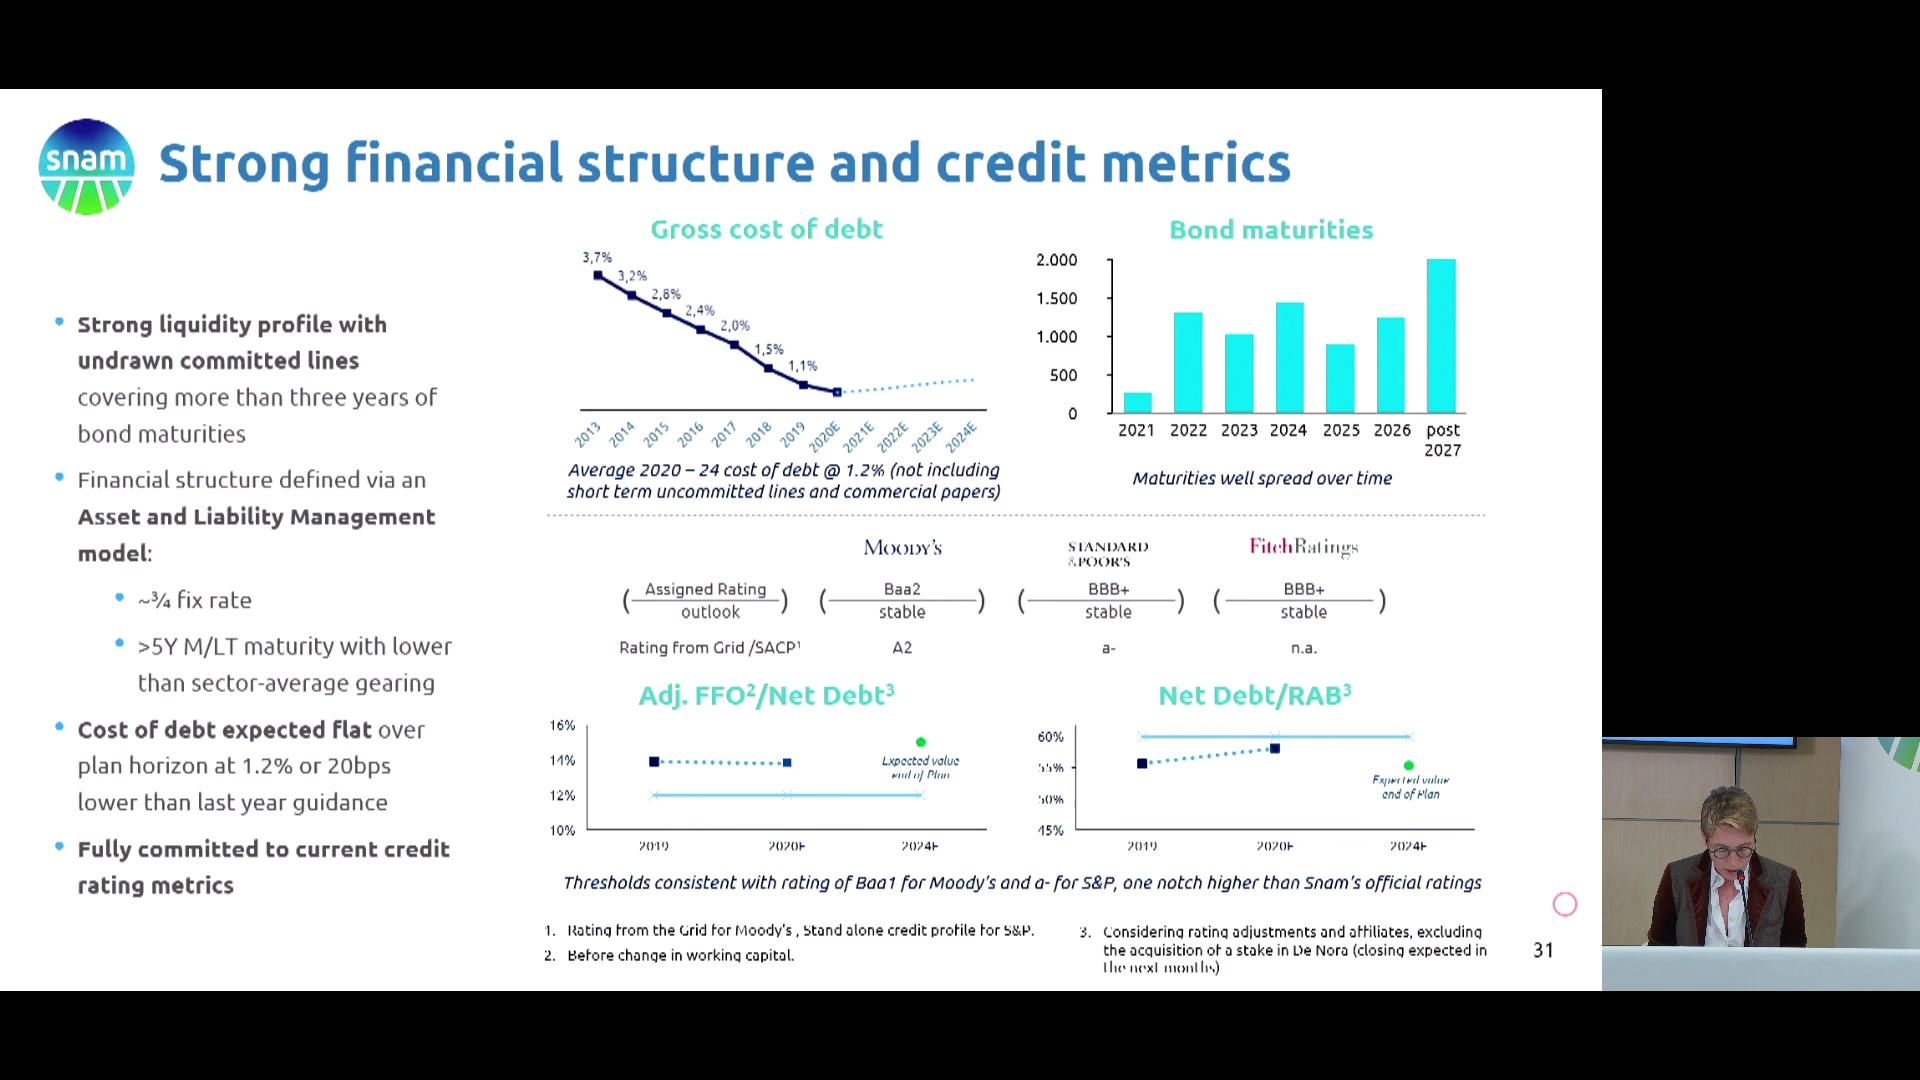 snam
Strong financial structure and credit metrics
• Strong liquidity profile with
undrawn committed lines
covering more than three years of
bond maturities
• Financial structure defined via an
Asset and Liability Management
model:
• ~¾ fix rate
• >5Y M/LT maturity with lower
than sector-average gearing
• Cost of debt expected flat over
plan horizon at 1.2% or 20bps
lower than last year guidance
• Fully committed to current credit
rating metrics
Gross cost of debt
3,7%
3,2%
2,8%
2,4%
2,0%
1,5%
1,1%
2013 2014 2015 2016 2017 2018 2019 2020E 2021E 2022E 2023E 2024E
Average 2020 – 24 cost of debt @ 1.2% (not including
short term uncommitted lines and commercial papers)
Bond maturities
2.000
1.500
1.000
500
0
2021 2022 2023 2024 2025 2026 post
2027
Maturities well spread over time
Moody's STANDARD FitchRatings
&POOR'S
( Assigned Rating ) ( Baa2 ) ( BBB+ ) ( BBB+ )
outlook stable stable stable
Rating from Grid /SACP¹ A2 a- n.a.
Adj. FFO²/Net Debt³
16%
14%
12%
10%
Expected value
end of Plan
2019 2020E 2024E
Net Debt/RAB³
60%
55%
50%
45%
Expected value
end of Plan
2019 2020E 2024E
Thresholds consistent with rating of Baa1 for Moody's and a- for S&P, one notch higher than Snam's official ratings
1. Rating from the Grid for Moody's , Stand alone credit profile for S&P.
2. Before change in working capital.
3. Considering rating adjustments and affiliates, excluding
the acquisition of a stake in De Nora (closing expected in
the next months)
31